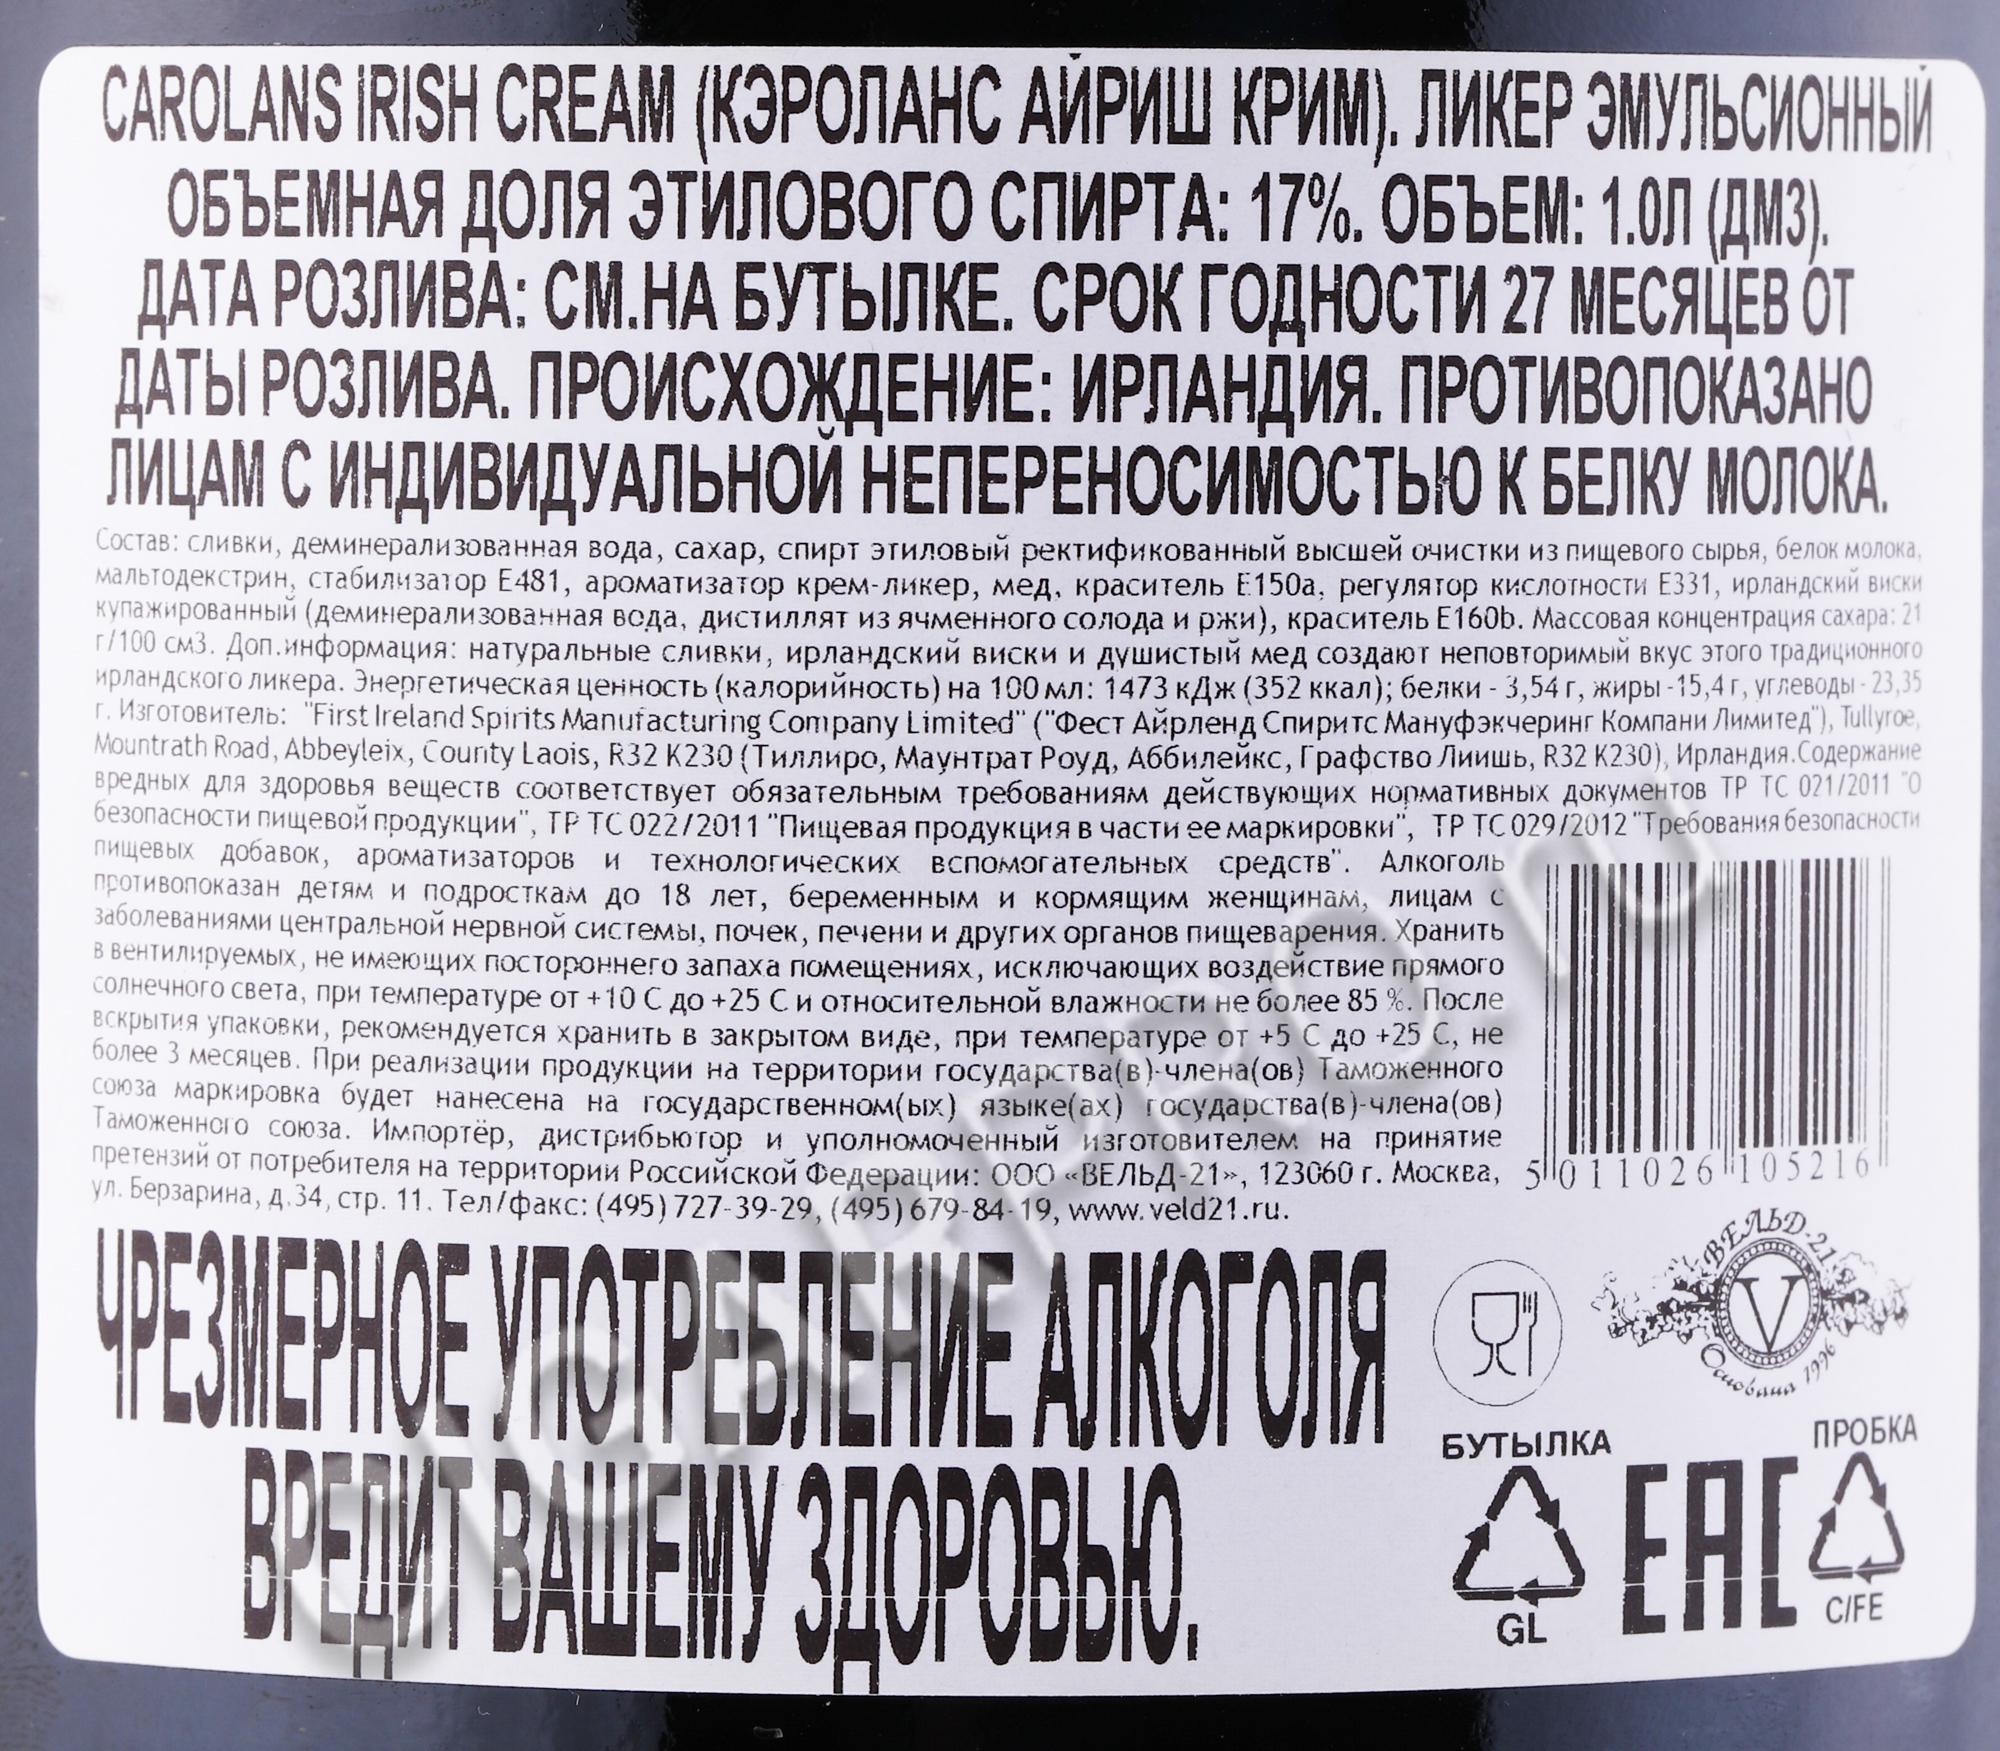 CAROLANS IRISH CREAM (КЭРОЛАНС АЙРИШ КРИМ). ЛИКЕР ЭМУЛЬСИОННЫЙ
ОБЪЕМНАЯ ДОЛЯ ЭТИЛОВОГО СПИРТА: 17%. ОБЪЕМ: 1.0Л (ДМ3).
ДАТА РОЗЛИВА: СМ.НА БУТЫЛКЕ. СРОК ГОДНОСТИ 27 МЕСЯЦЕВ ОТ
ДАТЫ РОЗЛИВА. ПРОИСХОЖДЕНИЕ: ИРЛАНДИЯ. ПРОТИВОПОКАЗАНО
ЛИЦАМ С ИНДИВИДУАЛЬНОЙ НЕПЕРЕНОСИМОСТЬЮ К БЕЛКУ МОЛОКА.
Состав: сливки, деминерализованная вода, сахар, спирт этиловый ректификованный высшей очистки из пищевого сырья, белок молока,
мальтодекстрин, стабилизатор Е481, ароматизатор крем-ликер, мед, краситель Е150а, регулятор кислотности Е331, ирландский виски
купажированный (деминерализованная вода, дистиллят из ячменного солода и ржи), краситель Е160b. Массовая концентрация сахара: 21
г/100 см3. Доп.информация: натуральные сливки, ирландский виски и душистый мед создают неповторимый вкус этого традиционного
ирландского ликера. Энергетическая ценность (калорийность) на 100 мл: 1473 кДж (352 ккал); белки - 3,54 г, жиры -15,4 г, углеводы - 23,35
г. Изготовитель: "First Ireland Spirits Manufacturing Company Limited" ("Фест Айрленд Спиритс Мануфэкчеринг Компани Лимитед"), Tullyroe,
Mountrath Road, Abbeyleix, County Laois, R32 K230 (Тиллиро, Маунтрат Роуд, Аббилейкс, Графство Лиишь, R32 K230), Ирландия.Содержание
вредных для здоровья веществ соответствует обязательным требованиям действующих нормативных документов ТР ТС 021/2011 "О
безопасности пищевой продукции", ТР ТС 022/2011 "Пищевая продукция в части ее маркировки", ТР ТС 029/2012 "Требования безопасности
пищевых добавок, ароматизаторов и технологических вспомогательных средств". Алкоголь
противопоказан детям и подросткам до 18 лет, беременным и кормящим женщинам, лицам с
заболеваниями центральной нервной системы, почек, печени и других органов пищеварения. Хранить
в вентилируемых, не имеющих постороннего запаха помещениях, исключающих воздействие прямого
солнечного света, при температуре от +10 С до +25 С и относительной влажности не более 85 %. После
вскрытия упаковки, рекомендуется хранить в закрытом виде, при температуре от +5 С до +25 С, не
более 3 месяцев. При реализации продукции на территории государства(в)-члена(ов) Таможенного
союза маркировка будет нанесена на государственном(ых) языке(ах) государства(в)-члена(ов)
Таможенного союза. Импортёр, дистрибьютор и уполномоченный изготовителем на принятие
претензий от потребителя на территории Российской Федерации: ООО «ВЕЛЬД-21», 123060 г. Москва,
ул. Берзарина, д.34, стр. 11. Тел/факс: (495) 727-39-29, (495) 679-84-19, www.veld21.ru.
5 011026 105216
ЧРЕЗМЕРНОЕ УПОТРЕБЛЕНИЕ АЛКОГОЛЯ
ВРЕДИТ ВАШЕМУ ЗДОРОВЬЮ.
ВЕЛЬД-21
V
Основана 1996
БУТЫЛКА
GL
EAC
ПРОБКА
C/FE
CIGARPRO.ru